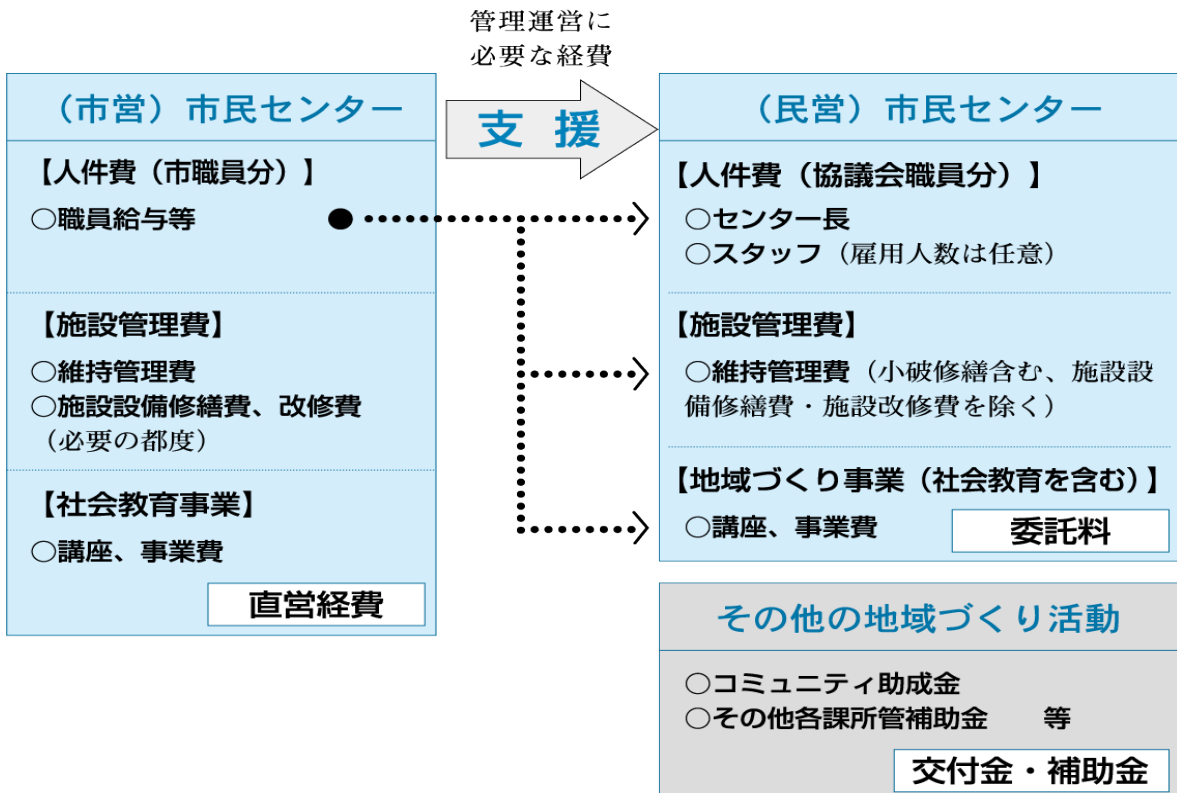 管理運営に
必要な経費
支 援
(市営)市民センター
【人件費(市職員分)】
○職員給与等
【施設管理費】
○維持管理費
○施設設備修繕費、改修費
(必要の都度)
【社会教育事業】
○講座、事業費
直営経費
(民営)市民センター
【人件費(協議会職員分)】
○センター長
○スタッフ(雇用人数は任意)
【施設管理費】
○維持管理費(小破修繕含む、施設設
備修繕費・施設改修費を除く)
【地域づくり事業(社会教育を含む)】
○講座、事業費
委託料
その他の地域づくり活動
○コミュニティ助成金
○その他各課所管補助金 等
交付金・補助金